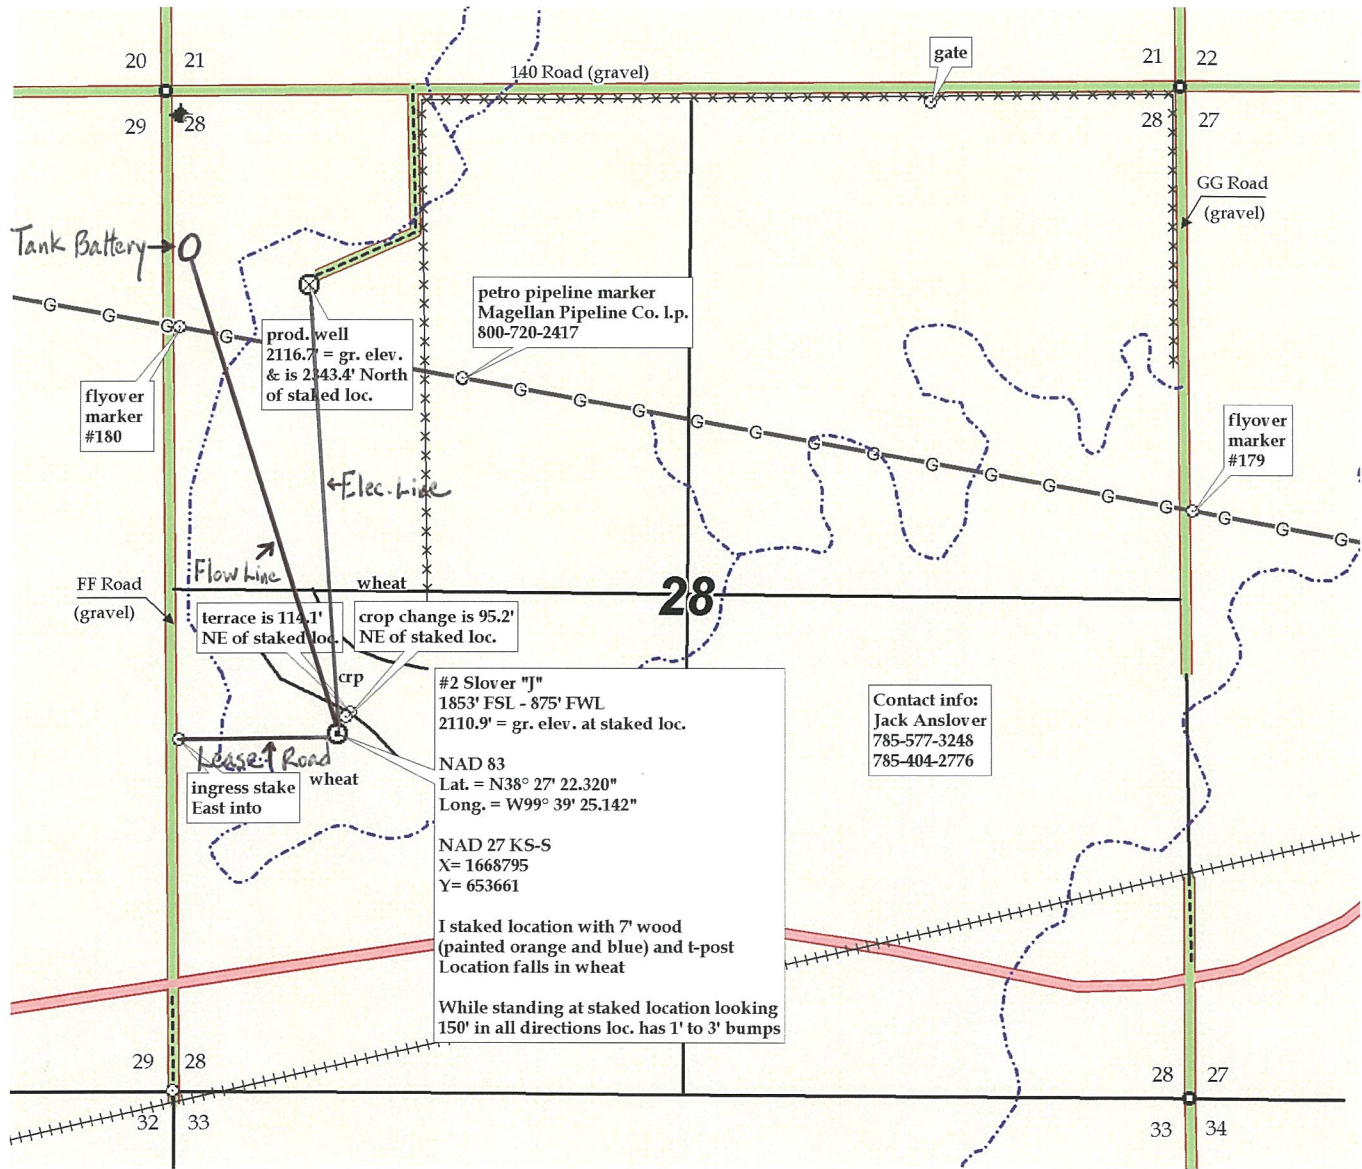 20 21
29 28
140 Road (gravel)
gate
21 22
28 27
GG Road
(gravel)
Tank Battery
petro pipeline marker
Magellan Pipeline Co. l.p.
800-720-2417
prod. well
2116.7' = gr. elev.
& is 2343.4' North
of staked loc.
flyover
marker
#180
flyover
marker
#179
G G G G G G G G G G G G G G G G G G G G G G
Elec. Line
Flow Line
FF Road
(gravel)
wheat
28
terrace is 114.1'
NE of staked loc.
crop change is 95.2'
NE of staked loc.
crp
#2 Slover "J"
1853' FSL - 875' FWL
2110.9' = gr. elev. at staked loc.
NAD 83
Lat. = N38° 27' 22.320"
Long. = W99° 39' 25.142"
NAD 27 KS-S
X= 1668795
Y= 653661
I staked location with 7' wood
(painted orange and blue) and t-post
Location falls in wheat
While standing at staked location looking
150' in all directions loc. has 1' to 3' bumps
Contact info:
Jack Anslover
785-577-3248
785-404-2776
Lease Road
wheat
ingress stake
East into
29 28
32 33
28 27
33 34